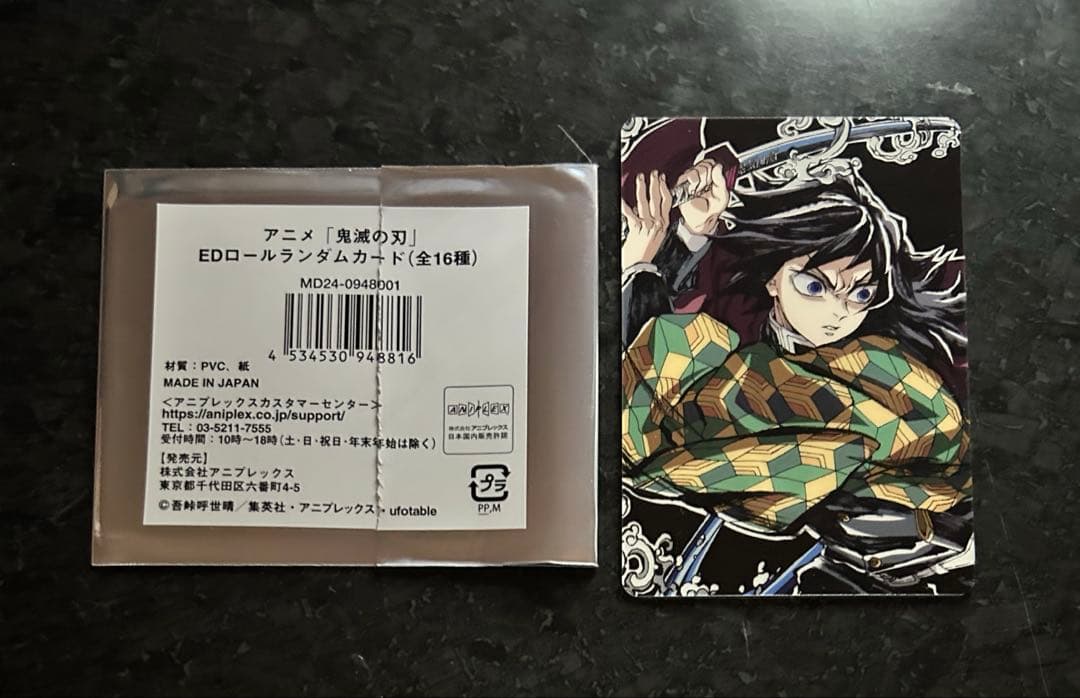 アニメ「鬼滅の刃」
EDロールランダムカード(全16種)
MD24-0948001
4 534530 948816
材質：PVC、紙
MADE IN JAPAN
＜アニプレックスカスタマーセンター＞
https://aniplex.co.jp/support/
TEL：03-5211-7555
受付時間：10時〜18時(土・日・祝日・年末年始は除く)
【発売元】
株式会社アニプレックス
東京都千代田区六番町4-5
©吾峠呼世晴／集英社・アニプレックス・ufotable
ANIPLEX
株式会社アニプレックス
日本国内販売許諾
プラ
PP,M